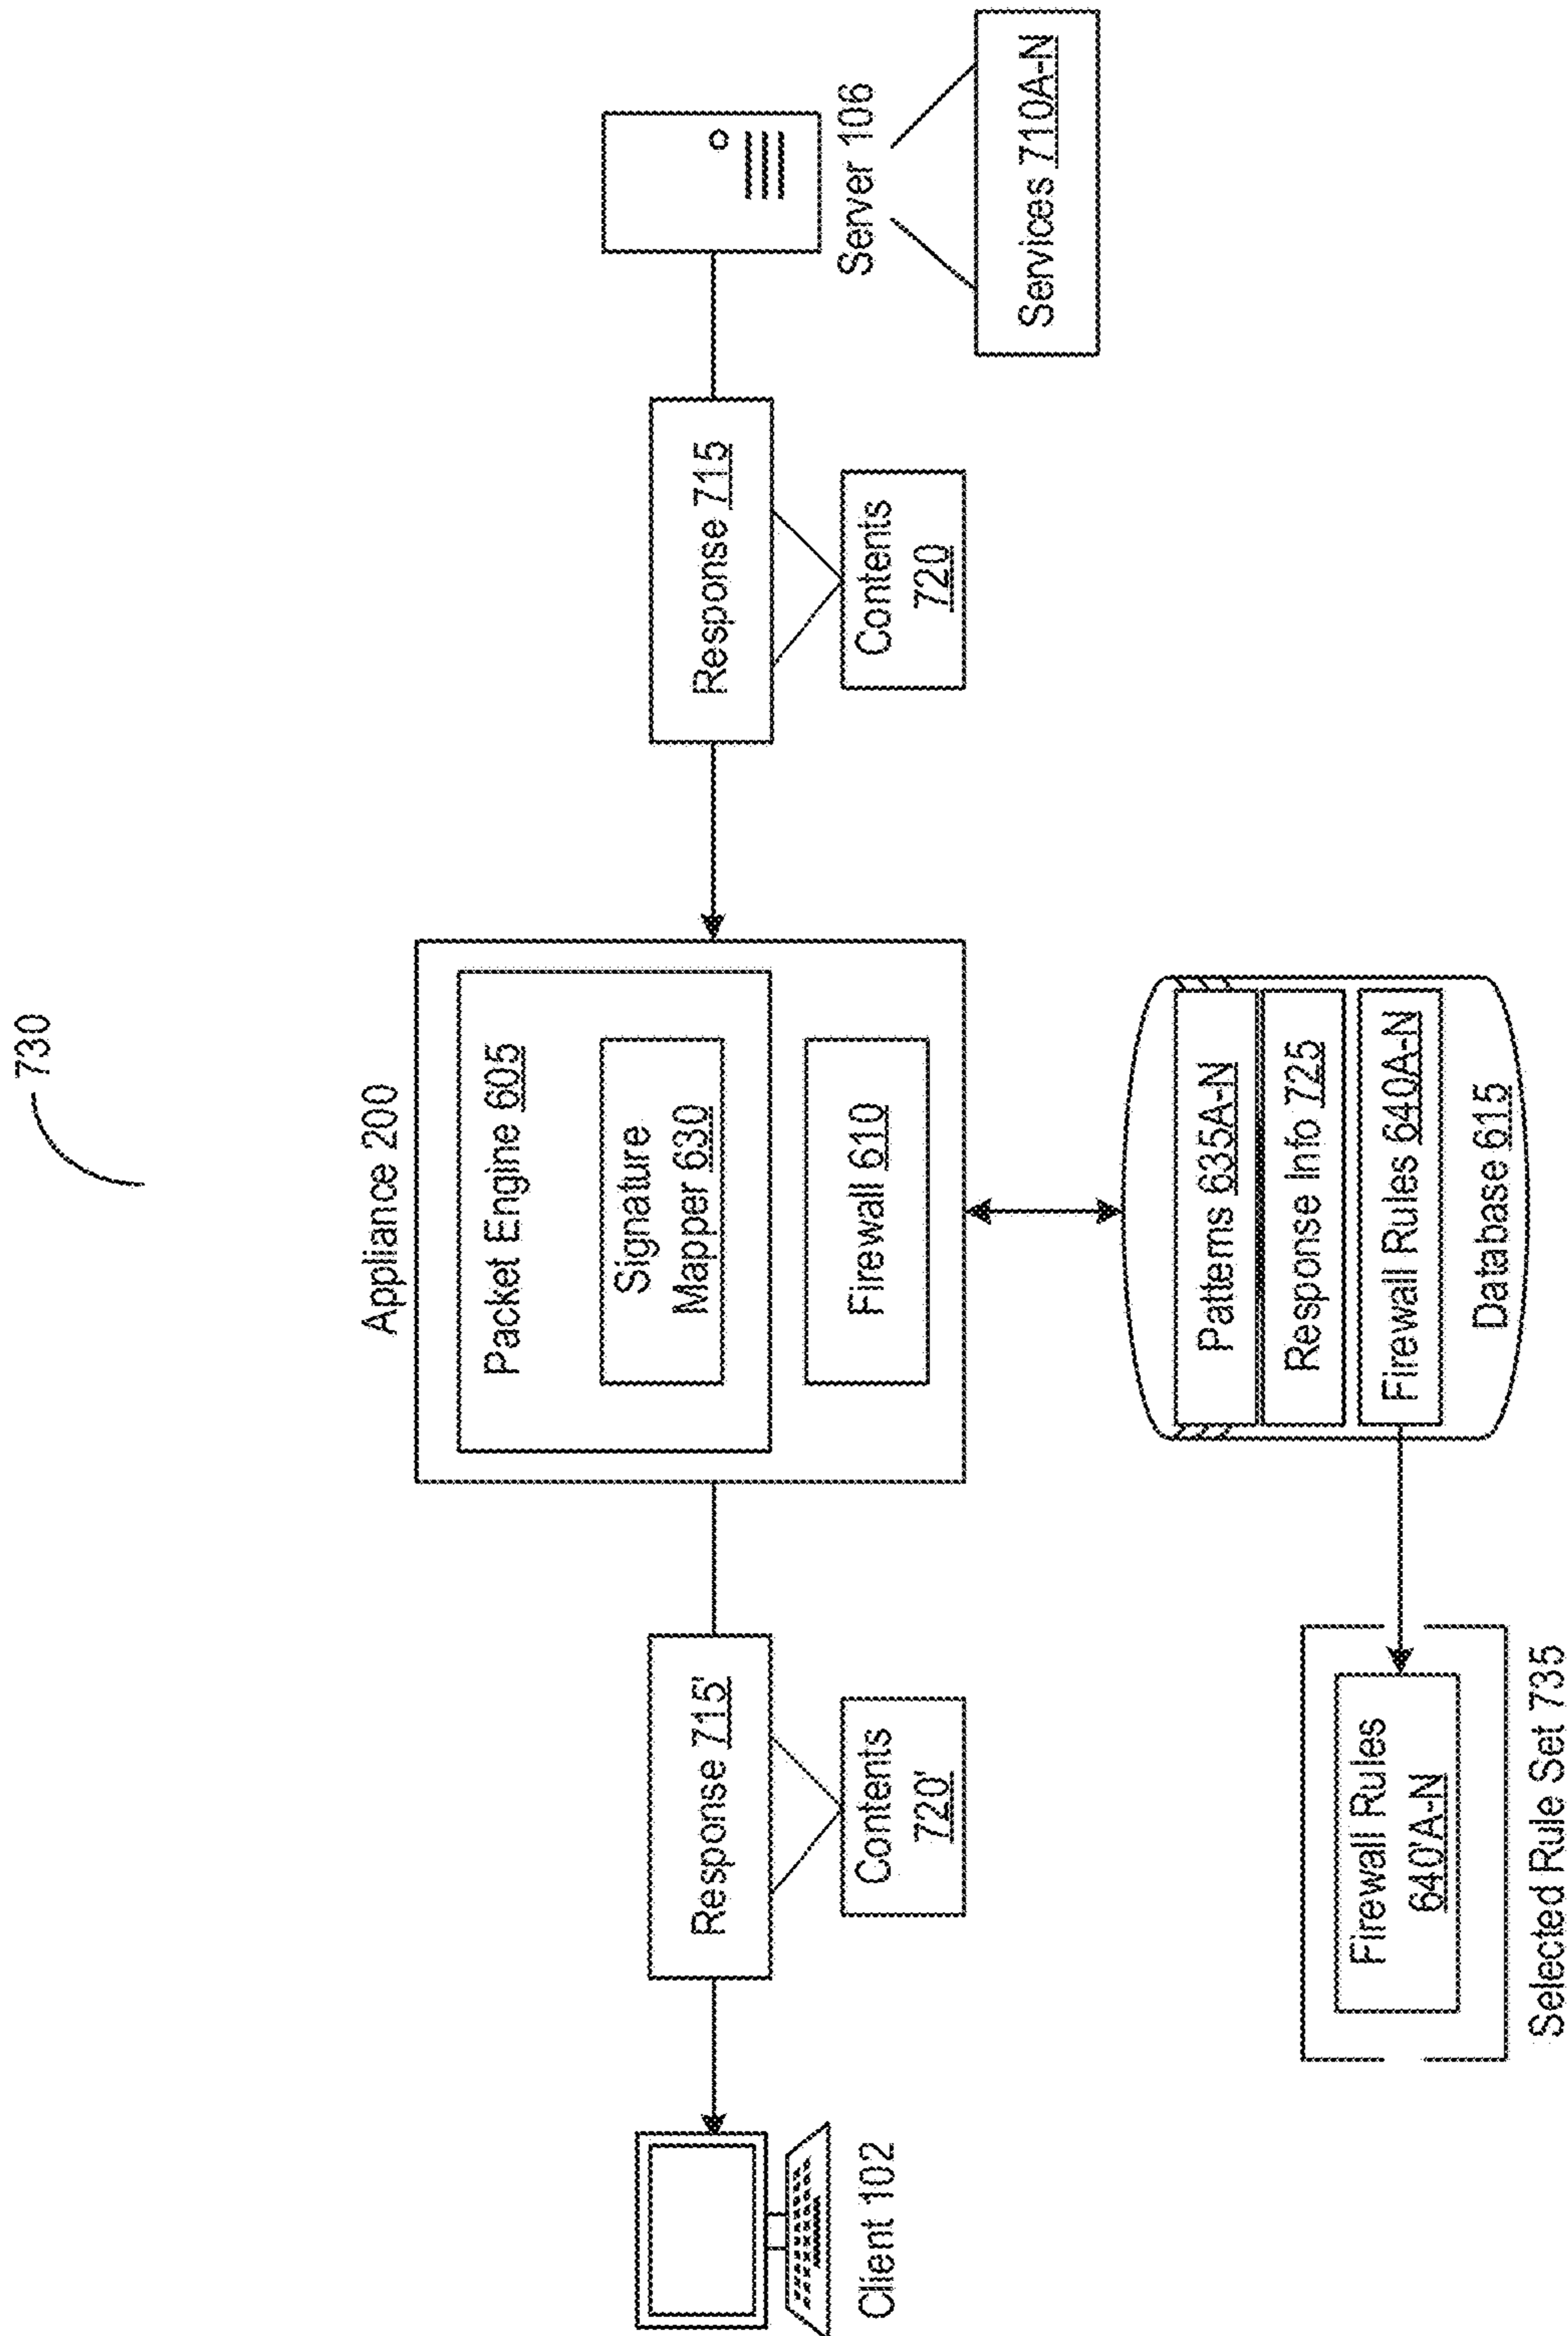 730
Appliance 200
Packet Engine 605
Signature
Mapper 630
Firewall 610
Client 102
Response 715'
Contents
720'
Response 715
Contents
720
Server 106
Services 710A-N
Patterns 635A-N
Response Info 725
Firewall Rules 640A-N
Database 615
Firewall Rules
640'A-N
Selected Rule Set 735